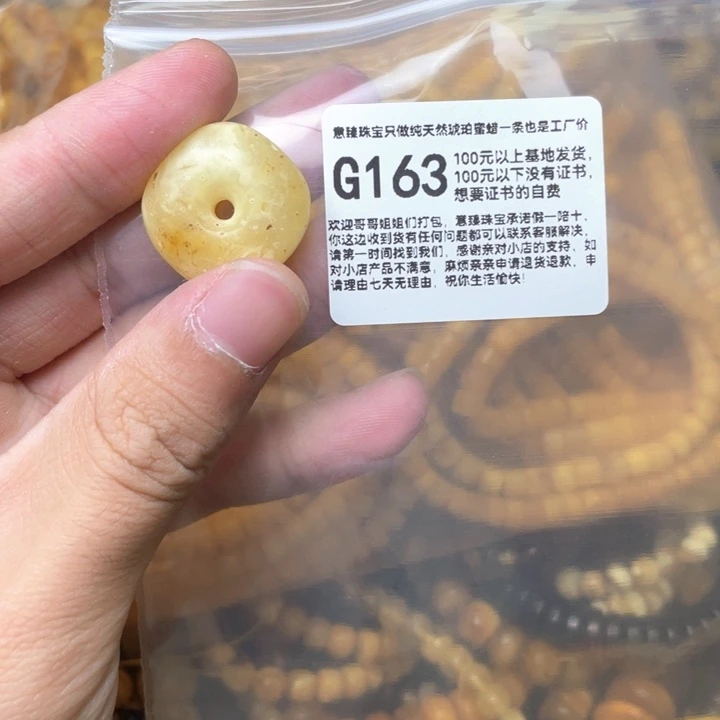 意臻珠宝只做纯天然琥珀蜜蜡一条也是工厂价
G163
100元以上基地发货，
100元以下没有证书，
想要证书的自费
欢迎哥哥姐姐们打包，意臻珠宝承诺假一陪十，
你这边收到货有任何问题都可以联系客服解决，
请第一时间找到我们，感谢亲对小店的支持，如
对小店产品不满意，麻烦亲亲申请退货退款，申
请理由七天无理由，祝你生活愉快！